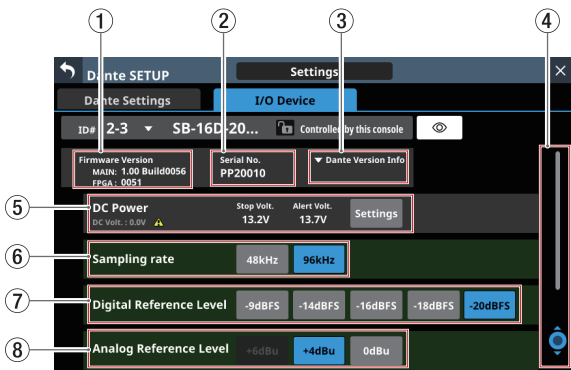 1 2 3 4
Dante SETUP Settings ×
Dante Settings I/O Device
ID# 2-3 ▼ SB-16D-20... Controlled by this console
Firmware Version Serial No. ▼ Dante Version Info
MAIN: 1.00 Build0056 PP20010
FPGA : 0051
5 DC Power Stop Volt. Alert Volt. Settings
DC Volt. : 0.0V 13.2V 13.7V
6 Sampling rate 48kHz 96kHz
7 Digital Reference Level -9dBFS -14dBFS -16dBFS -18dBFS -20dBFS
8 Analog Reference Level +6dBu +4dBu 0dBu